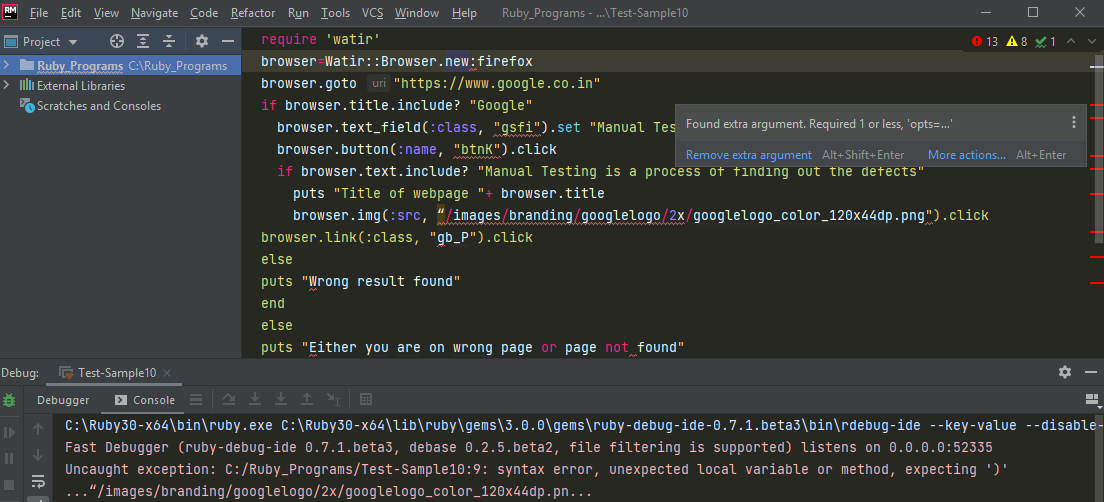 RM File Edit View Navigate Code Refactor Run Tools VCS Window Help Ruby_Programs - ...\Test-Sample10
Project
Ruby_Programs C:\Ruby_Programs
External Libraries
Scratches and Consoles
13 8 1
require 'watir'
browser=Watir::Browser.new:firefox
browser.goto uri "https://www.google.co.in"
if browser.title.include? "Google"
browser.text_field(:class, "gsfi").set "Manual Tes
browser.button(:name, "btnK").click
if browser.text.include? "Manual Testing is a process of finding out the defects"
puts "Title of webpage "+ browser.title
browser.img(:src, “/images/branding/googlelogo/2x/googlelogo_color_120x44dp.png").click
browser.link(:class, "gb_P").click
else
puts "Wrong result found"
end
else
puts "Either you are on wrong page or page not found"
Found extra argument. Required 1 or less, 'opts=...'
Remove extra argument Alt+Shift+Enter More actions... Alt+Enter
Debug: Test-Sample10
Debugger Console
C:\Ruby30-x64\bin\ruby.exe C:\Ruby30-x64\lib\ruby\gems\3.0.0\gems\ruby-debug-ide-0.7.1.beta3\bin\rdebug-ide --key-value --disable-
Fast Debugger (ruby-debug-ide 0.7.1.beta3, debase 0.2.5.beta2, file filtering is supported) listens on 0.0.0.0:52335
Uncaught exception: C:/Ruby_Programs/Test-Sample10:9: syntax error, unexpected local variable or method, expecting ')'
...“/images/branding/googlelogo/2x/googlelogo_color_120x44dp.pn...